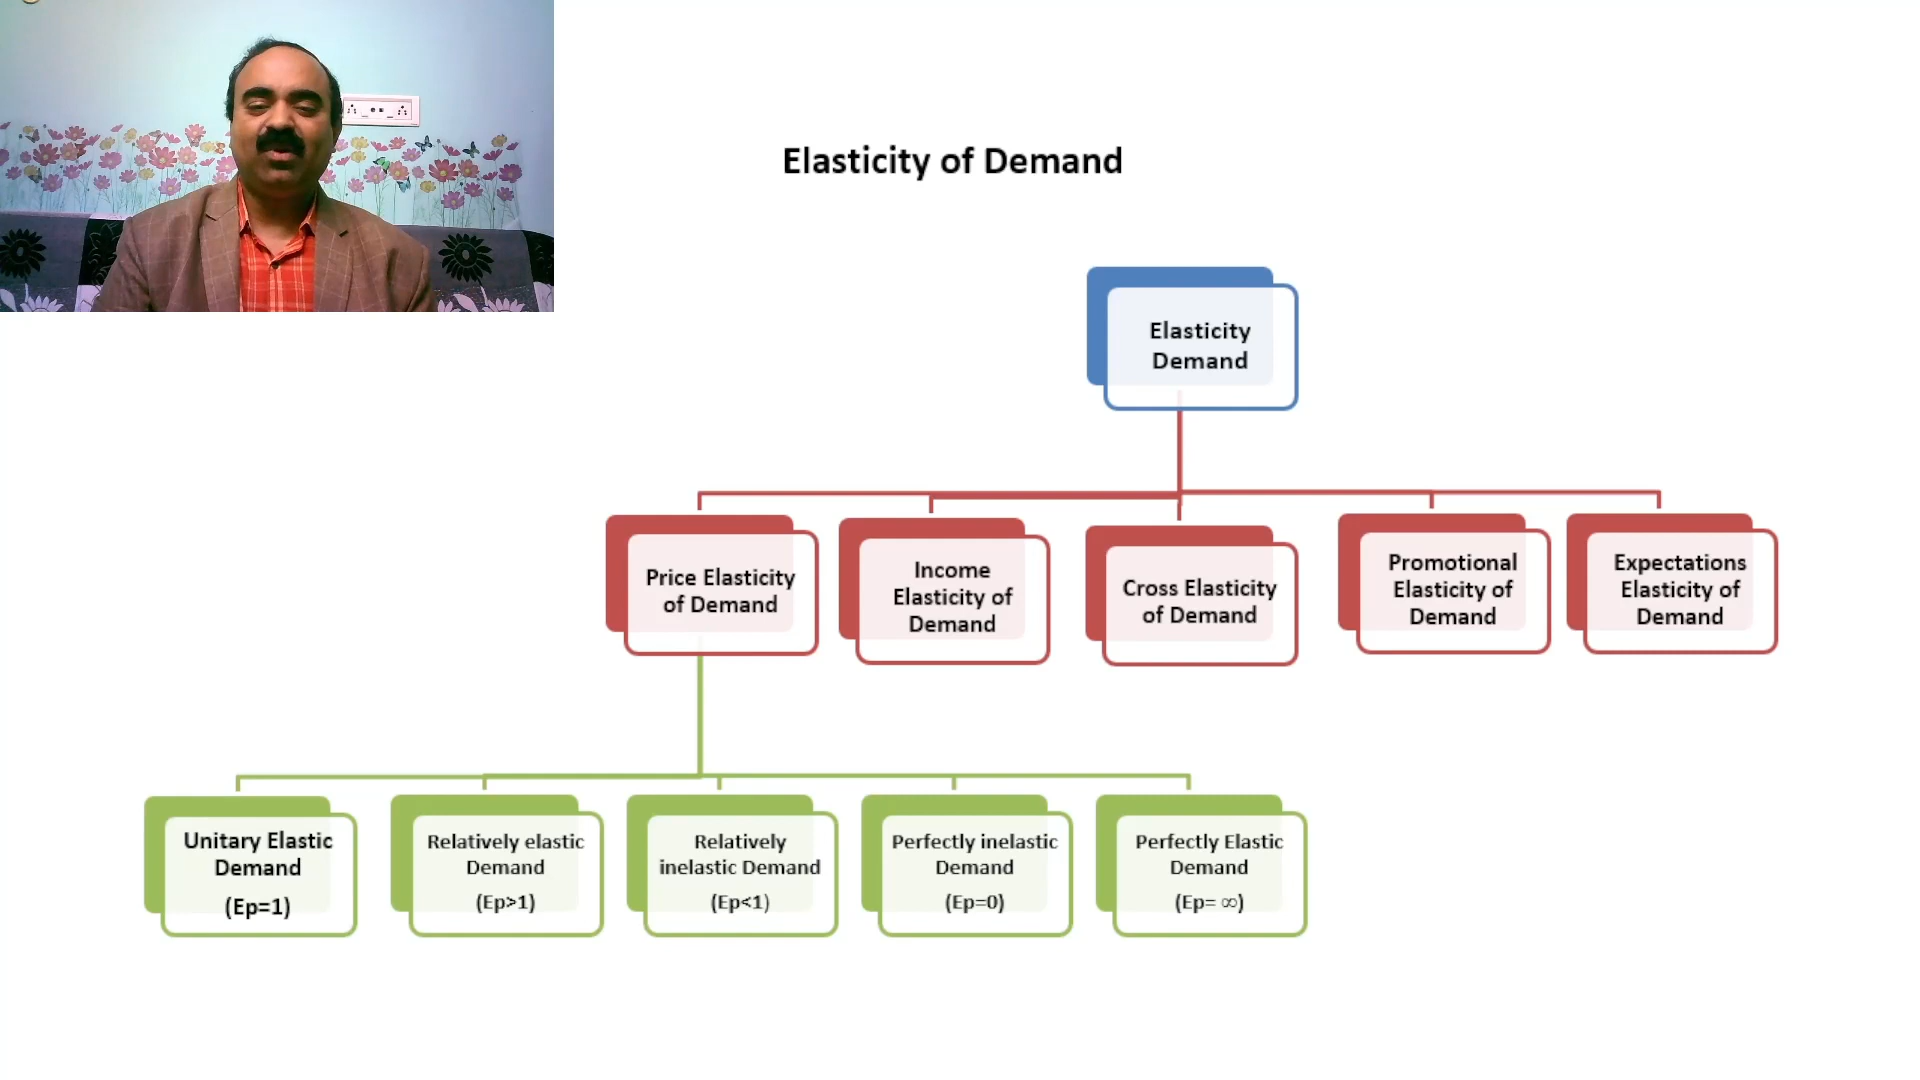 Elasticity of Demand
Elasticity
Demand
Price Elasticity
of Demand
Income
Elasticity of
Demand
Cross Elasticity
of Demand
Promotional
Elasticity of
Demand
Expectations
Elasticity of
Demand
Unitary Elastic
Demand
(Ep=1)
Relatively elastic
Demand
(Ep>1)
Relatively
inelastic Demand
(Ep<1)
Perfectly inelastic
Demand
(Ep=0)
Perfectly Elastic
Demand
(Ep= ∞)